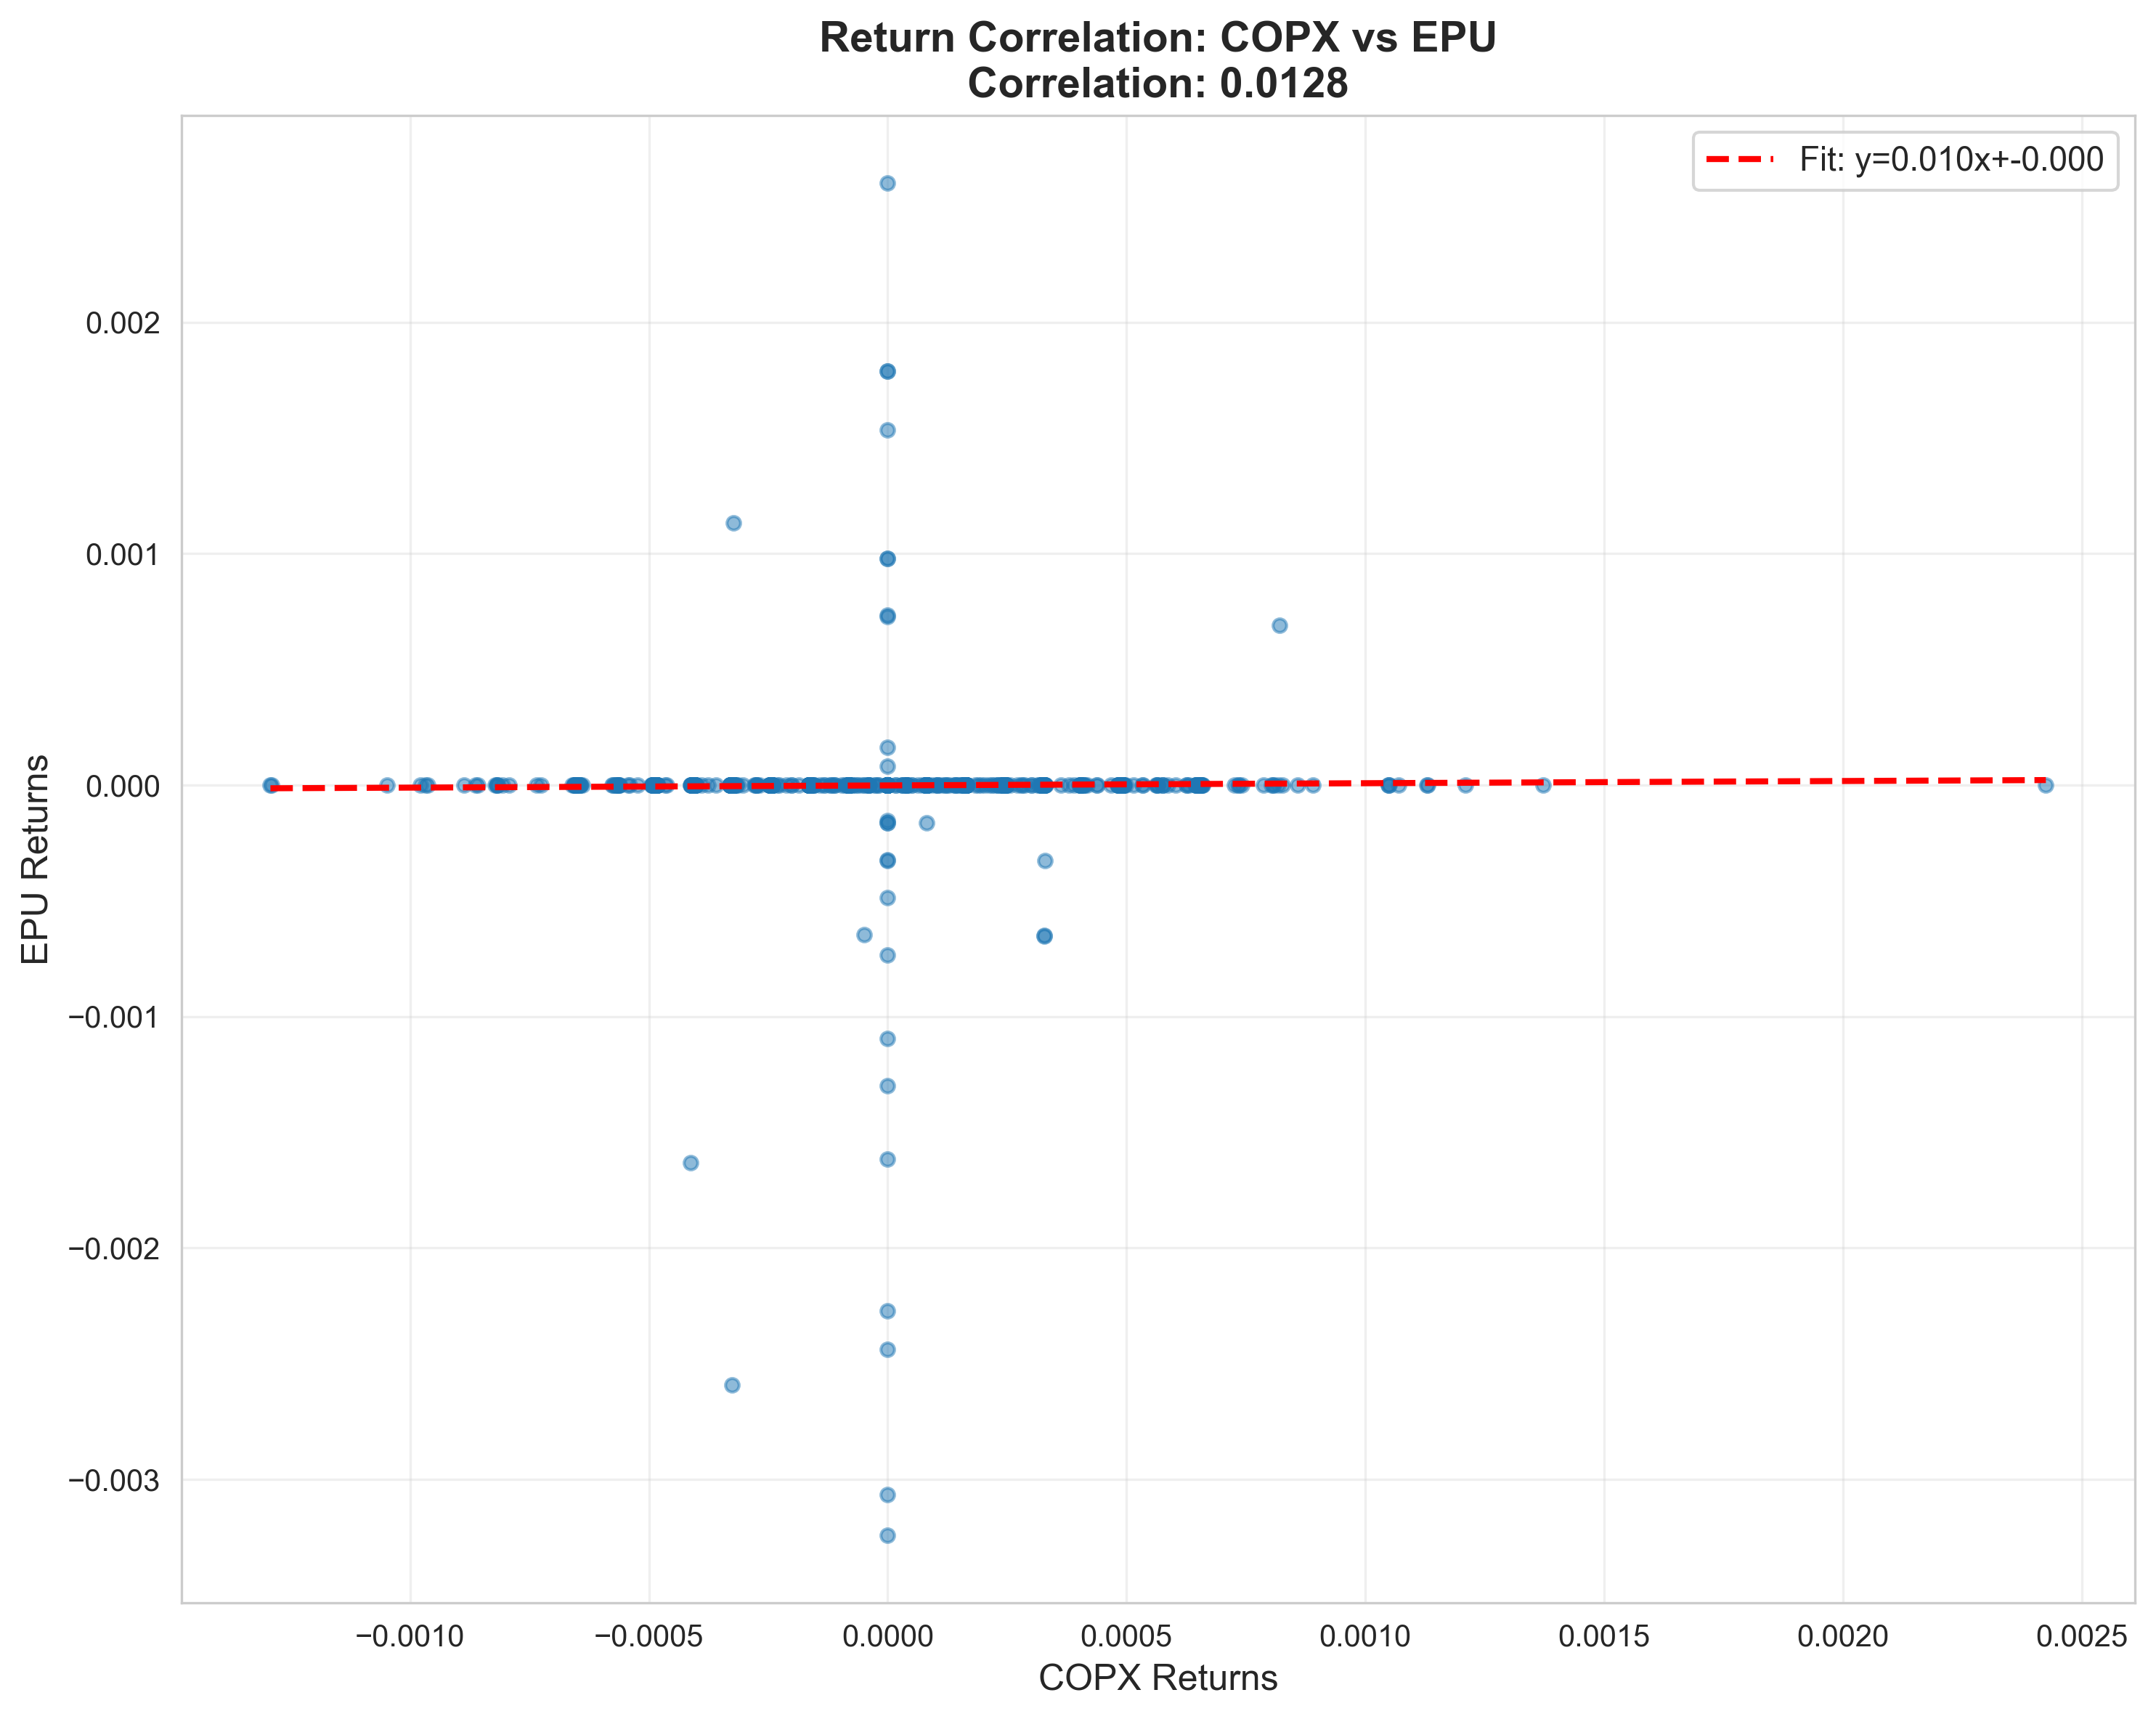 Return Correlation: COPX vs EPU
Correlation: 0.0128
Fit: y=0.010x+-0.000
EPU Returns
0.002
0.001
0.000
−0.001
−0.002
−0.003
−0.0010 −0.0005 0.0000 0.0005 0.0010 0.0015 0.0020 0.0025
COPX Returns